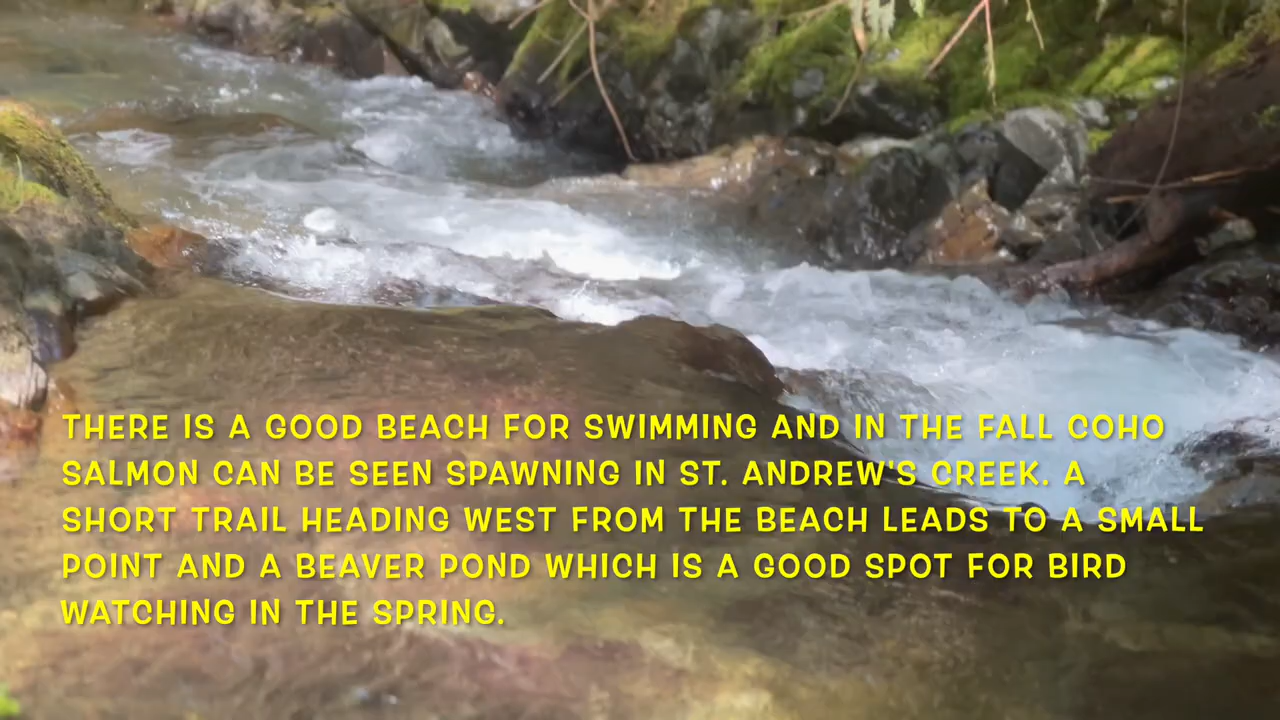 THERE IS A GOOD BEACH FOR SWIMMING AND IN THE FALL COHO
SALMON CAN BE SEEN SPAWNING IN ST. ANDREW'S CREEK. A
SHORT TRAIL HEADING WEST FROM THE BEACH LEADS TO A SMALL
POINT AND A BEAVER POND WHICH IS A GOOD SPOT FOR BIRD
WATCHING IN THE SPRING.